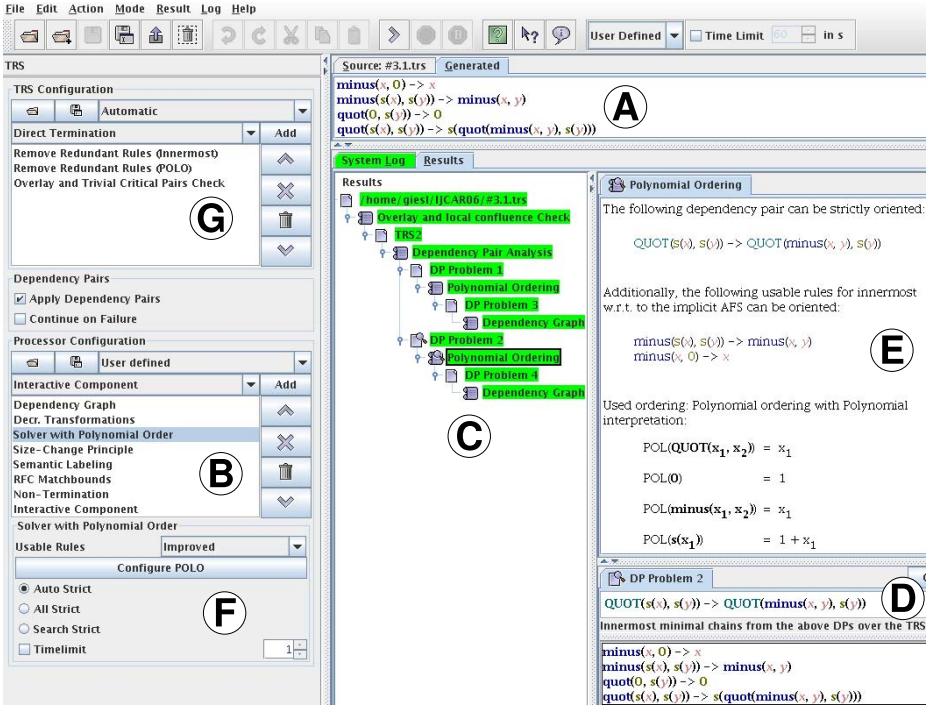 File Edit Action Mode Result Log Help
User Defined Time Limit 60 in s
TRS
TRS Configuration
Automatic
Direct Termination Add
Remove Redundant Rules (Innermost)
Remove Redundant Rules (POLO)
Overlay and Trivial Critical Pairs Check
G
Dependency Pairs
Apply Dependency Pairs
Continue on Failure
Processor Configuration
User defined
Interactive Component Add
Dependency Graph
Decr. Transformations
Solver with Polynomial Order
Size-Change Principle
Semantic Labeling
RFC Matchbounds
Non-Termination
Interactive Component
B
Solver with Polynomial Order
Usable Rules Improved
Configure POLO
Auto Strict
All Strict
Search Strict
Timelimit 1
F
Source: #3.1.trs Generated
minus(x, 0) -> x
minus(s(x), s(y)) -> minus(x, y)
quot(0, s(y)) -> 0
quot(s(x), s(y)) -> s(quot(minus(x, y), s(y)))
A
System Log Results
Results
/home/giesl/IJCAR06/#3.1.trs
Overlay and local confluence Check
TRS2
Dependency Pair Analysis
DP Problem 1
Polynomial Ordering
DP Problem 3
Dependency Graph
DP Problem 2
Polynomial Ordering
DP Problem 4
Dependency Graph
C
Polynomial Ordering
The following dependency pair can be strictly oriented:
QUOT(s(x), s(y)) -> QUOT(minus(x, y), s(y))
Additionally, the following usable rules for innermost
w.r.t. to the implicit AFS can be oriented:
minus(s(x), s(y)) -> minus(x, y)
minus(x, 0) -> x
E
Used ordering: Polynomial ordering with Polynomial
interpretation:
POL(QUOT(x₁, x₂)) = x₁
POL(0) = 1
POL(minus(x₁, x₂)) = x₁
POL(s(x₁)) = 1 + x₁
DP Problem 2
D
QUOT(s(x), s(y)) -> QUOT(minus(x, y), s(y))
Innermost minimal chains from the above DPs over the TRS
minus(x, 0) -> x
minus(s(x), s(y)) -> minus(x, y)
quot(0, s(y)) -> 0
quot(s(x), s(y)) -> s(quot(minus(x, y), s(y)))